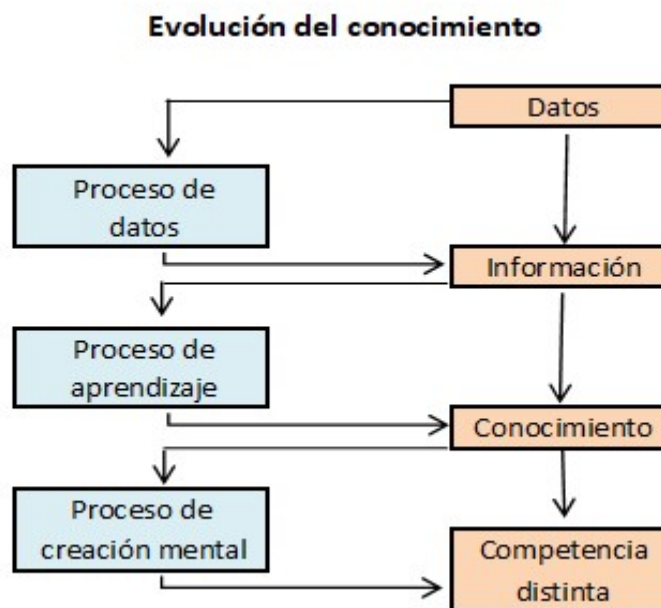 Evolución del conocimiento
Datos
Proceso de
datos
Información
Proceso de
aprendizaje
Conocimiento
Proceso de
creación mental
Competencia
distinta